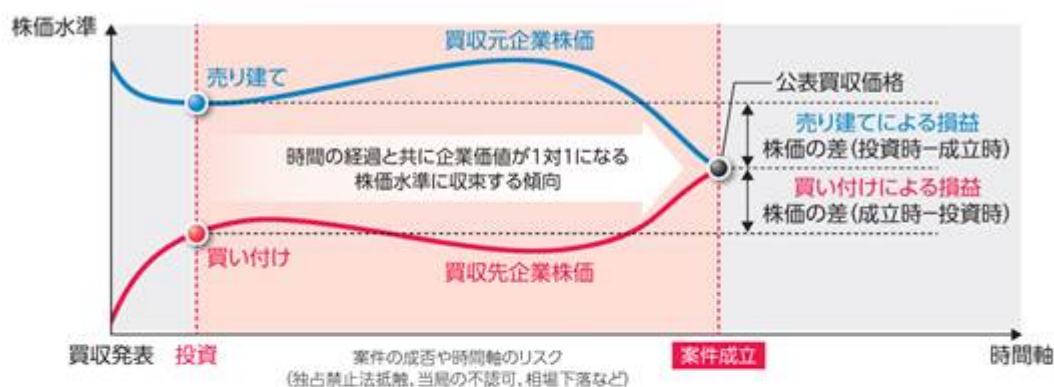 株価水準
買収元企業株価
売り建て
公表買収価格
売り建てによる損益
株価の差(投資時ー成立時)
時間の経過と共に企業価値が1対1になる
株価水準に収束する傾向
買い付けによる損益
株価の差(成立時ー投資時)
買い付け
買収先企業株価
買収発表
投資
案件の成否や時間軸のリスク
(独占禁止法抵触、当局の不認可、相場下落など)
案件成立
時間軸